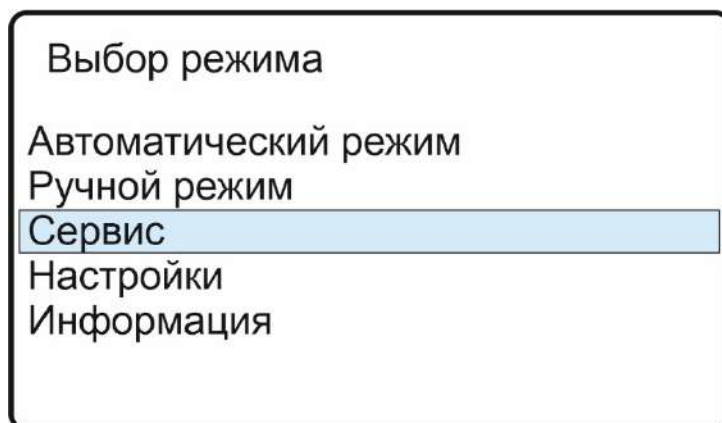 Выбор режима
Автоматический режим
Ручной режим
Сервис
Настройки
Информация